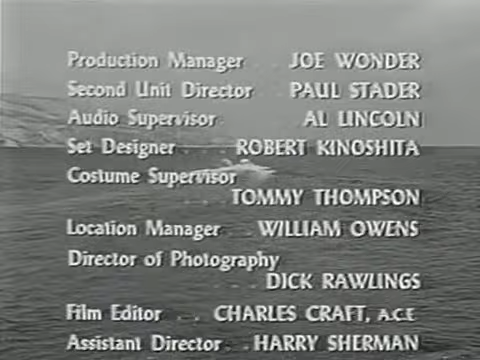 Production Manager . . JOE WONDER
Second Unit Director . . PAUL STADER
Audio Supervisor . . AL LINCOLN
Set Designer . . . ROBERT KINOSHITA
Costume Supervisor
. . . TOMMY THOMPSON
Location Manager . . WILLIAM OWENS
Director of Photography
. . . DICK RAWLINGS
Film Editor . . CHARLES CRAFT, A.C.E
Assistant Director . . HARRY SHERMAN